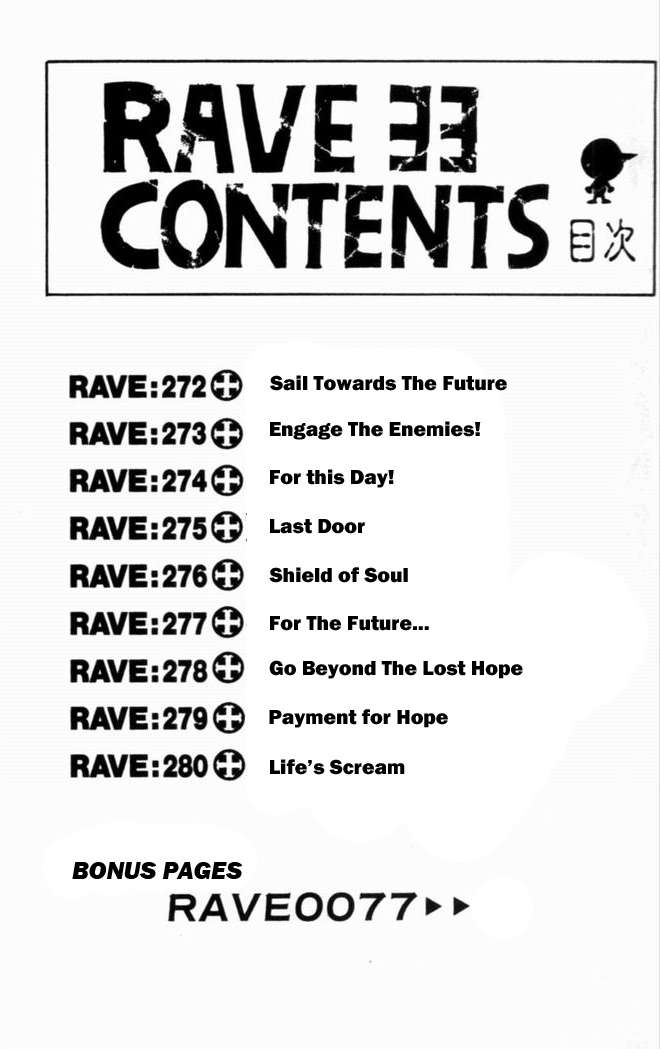 RAVE 33
CONTENTS
目次
RAVE:272 Sail Towards The Future
RAVE:273 Engage The Enemies!
RAVE:274 For this Day!
RAVE:275 Last Door
RAVE:276 Shield of Soul
RAVE:277 For The Future...
RAVE:278 Go Beyond The Lost Hope
RAVE:279 Payment for Hope
RAVE:280 Life's Scream
BONUS PAGES
RAVE0077▶▶